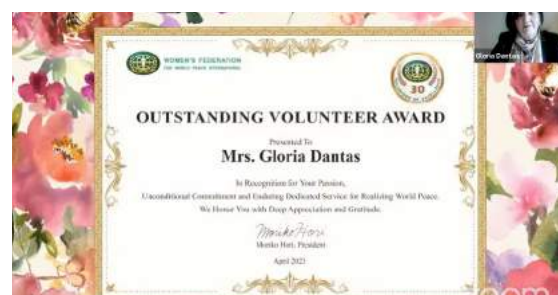 WOMEN'S FEDERATION
FOR WORLD PEACE INTERNATIONAL
30
Gloria Dantas
OUTSTANDING VOLUNTEER AWARD
Presented To
Mrs. Gloria Dantas
In Recognition for Your Passion,
Unconditional Commitment and Enduring Dedicated Service for Realizing World Peace.
We Honor You with Deep Appreciation and Gratitude.
Moriko Hori
Moriko Hori, President
April 2021
zoom